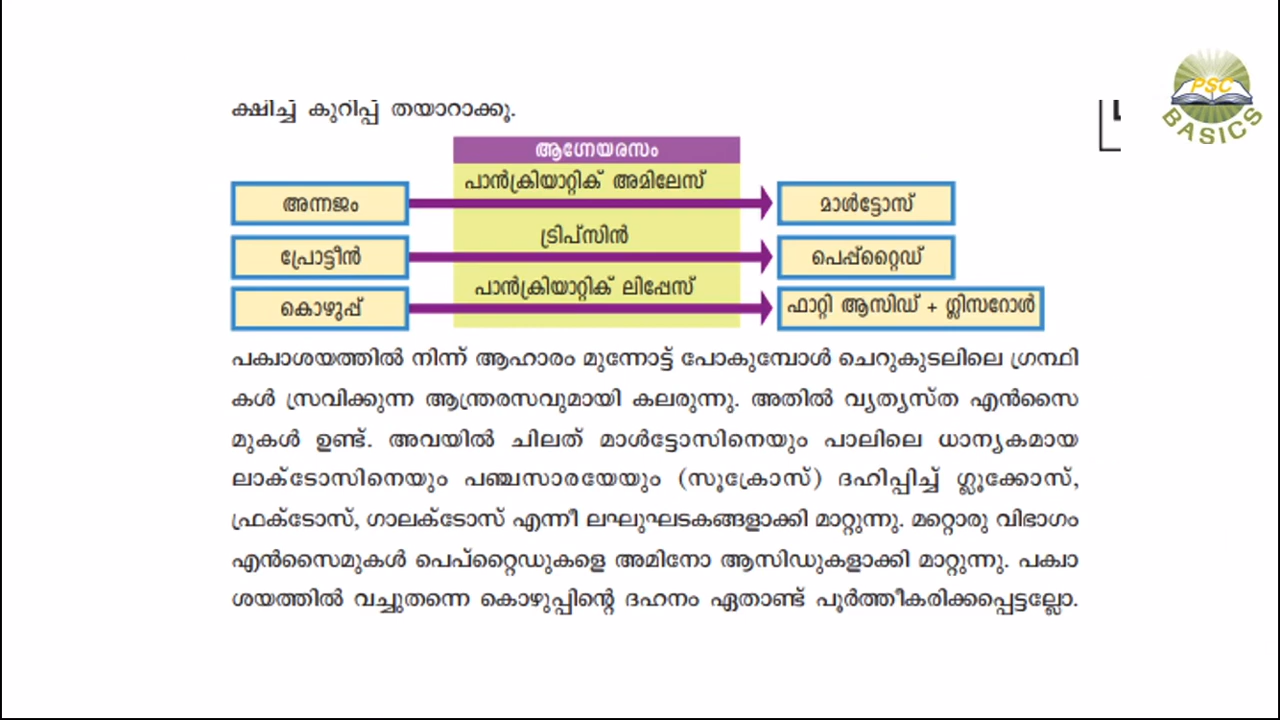 ക്ഷിച്ച് കുറിപ്പ് തയാറാക്കൂ.
PSC
BASICS
ആഗ്നേയരസം
അന്നജം പാൻക്രിയാറ്റിക് അമിലേസ് മാൾട്ടോസ്
പ്രോട്ടീൻ ട്രിപ്സിൻ പെപ്റ്റൈഡ്
കൊഴുപ്പ് പാൻക്രിയാറ്റിക് ലിപ്പേസ് ഫാറ്റി ആസിഡ് + ഗ്ലിസറോൾ
പക്വാശയത്തിൽ നിന്ന് ആഹാരം മുന്നോട്ട് പോകുമ്പോൾ ചെറുകുടലിലെ ഗ്രന്ഥി
കൾ സ്രവിക്കുന്ന ആന്ത്രരസവുമായി കലരുന്നു. അതിൽ വ്യത്യസ്ത എൻസൈ
മുകൾ ഉണ്ട്. അവയിൽ ചിലത് മാൾട്ടോസിനെയും പാലിലെ ധാന്യകമായ
ലാക്ടോസിനെയും പഞ്ചസാരയേയും (സൂക്രോസ്) ദഹിപ്പിച്ച് ഗ്ലൂക്കോസ്,
ഫ്രക്ടോസ്, ഗാലക്ടോസ് എന്നീ ലഘുഘടകങ്ങളാക്കി മാറ്റുന്നു. മറ്റൊരു വിഭാഗം
എൻസൈമുകൾ പെപ്റ്റൈഡുകളെ അമിനോ ആസിഡുകളാക്കി മാറ്റുന്നു. പക്വാ
ശയത്തിൽ വച്ചുതന്നെ കൊഴുപ്പിന്റെ ദഹനം ഏതാണ്ട് പൂർത്തീകരിക്കപ്പെട്ടല്ലോ.